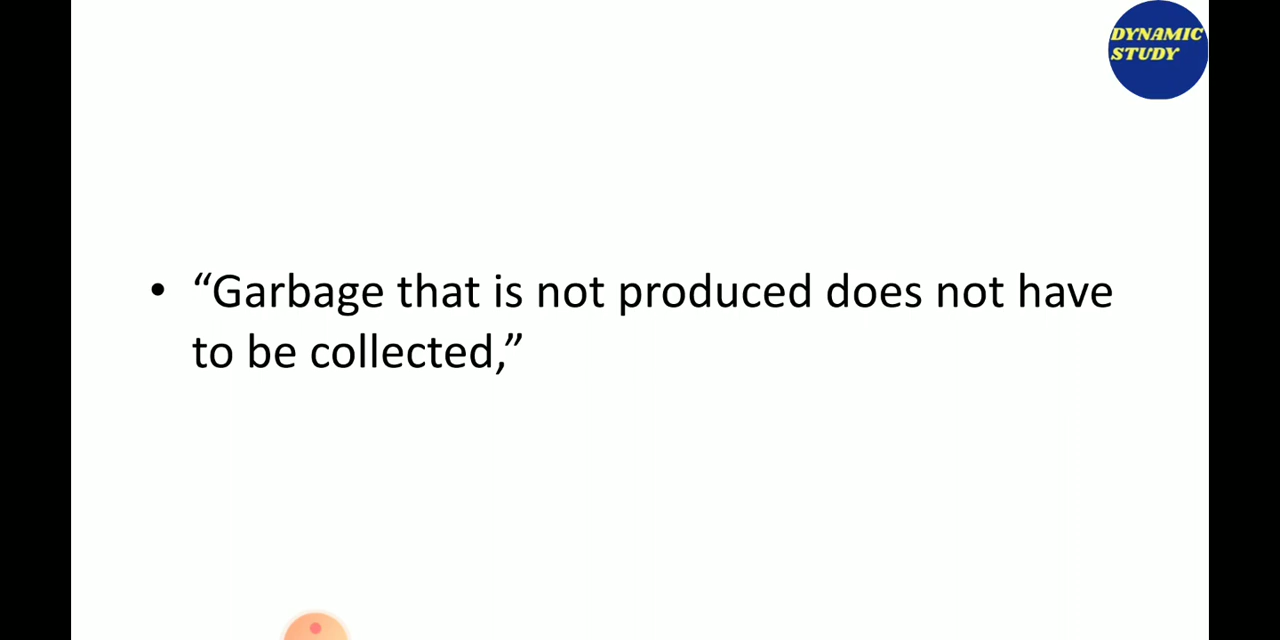 DYNAMIC
STUDY
• “Garbage that is not produced does not have
to be collected,”